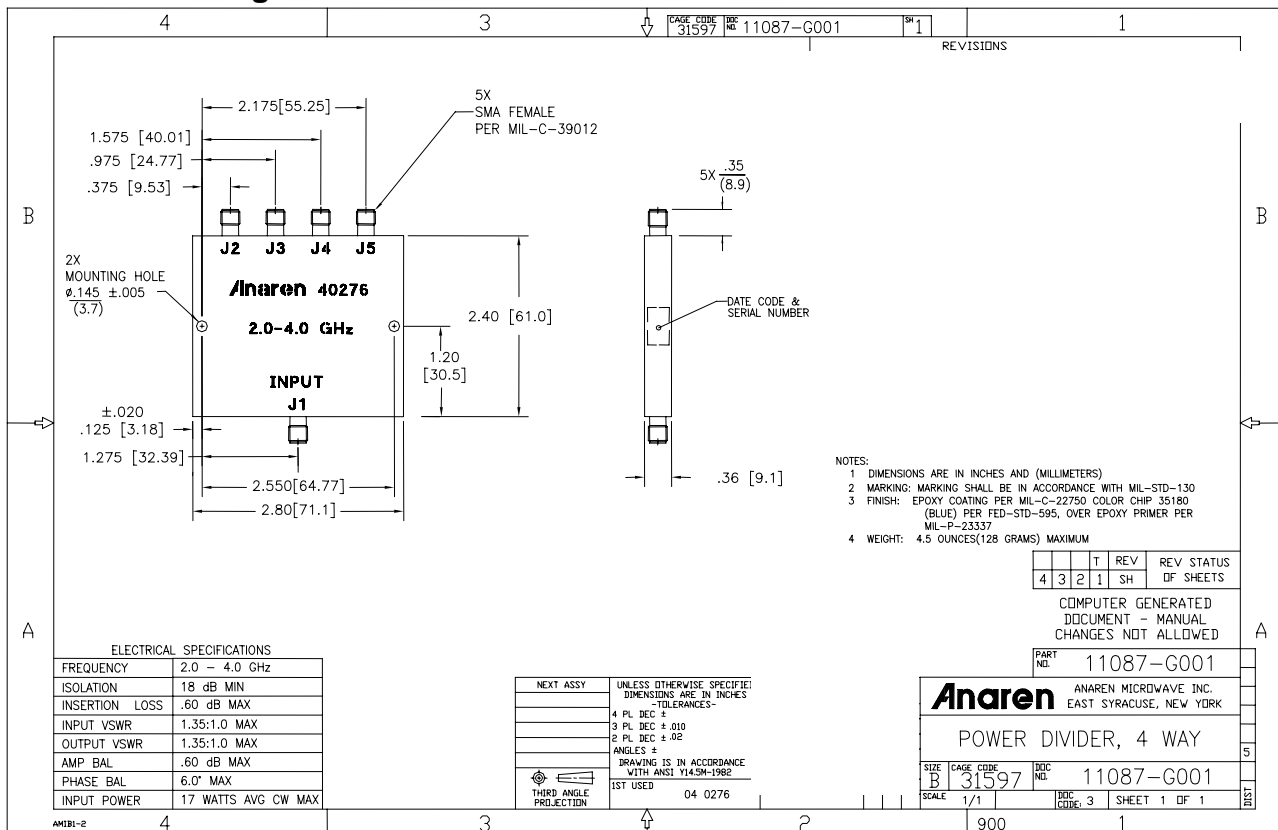 4 3 1
CAGE CODE 31597 DOC NO. 11087-G001 SH 1
REVISIONS
B B
2.175[55.25]
1.575 [40.01]
.975 [24.77]
.375 [9.53]
5X
SMA FEMALE
PER MIL-C-39012
5X .35
(8.9)
J2 J3 J4 J5
2X
MOUNTING HOLE
ø.145 ±.005
(3.7)
Anaren 40276
2.0-4.0 GHz
INPUT
J1
2.40 [61.0]
1.20
[30.5]
DATE CODE &
SERIAL NUMBER
±.020
.125 [3.18]
1.275 [32.39]
2.550[64.77]
2.80[71.1]
.36 [9.1]
NOTES:
1 DIMENSIONS ARE IN INCHES AND (MILLIMETERS)
2 MARKING: MARKING SHALL BE IN ACCORDANCE WITH MIL-STD-130
3 FINISH: EPOXY COATING PER MIL-C-22750 COLOR CHIP 35180
(BLUE) PER FED-STD-595, OVER EPOXY PRIMER PER
MIL-P-23337
4 WEIGHT: 4.5 OUNCES(128 GRAMS) MAXIMUM
T REV REV STATUS
4 3 2 1 SH OF SHEETS
COMPUTER GENERATED
DOCUMENT - MANUAL
CHANGES NOT ALLOWED
A A
ELECTRICAL SPECIFICATIONS
FREQUENCY 2.0 - 4.0 GHz
ISOLATION 18 dB MIN
INSERTION LOSS .60 dB MAX
INPUT VSWR 1.35:1.0 MAX
OUTPUT VSWR 1.35:1.0 MAX
AMP BAL .60 dB MAX
PHASE BAL 6.0° MAX
INPUT POWER 17 WATTS AVG CW MAX
NEXT ASSY
THIRD ANGLE
PROJECTION
UNLESS OTHERWISE SPECIFIE
DIMENSIONS ARE IN INCHES
-TOLERANCES-
4 PL DEC ±
3 PL DEC ± .010
2 PL DEC ± .02
ANGLES ±
DRAWING IS IN ACCORDANCE
WITH ANSI Y14.5M-1982
1ST USED
04 0276
PART NO. 11087-G001
Anaren ANAREN MICROWAVE INC.
EAST SYRACUSE, NEW YORK
POWER DIVIDER, 4 WAY
SIZE B CAGE CODE 31597 DOC NO. 11087-G001
SCALE 1/1 DOC CODE: 3 SHEET 1 OF 1
5
DIST
AMIB1-2 4 3 2 900 1